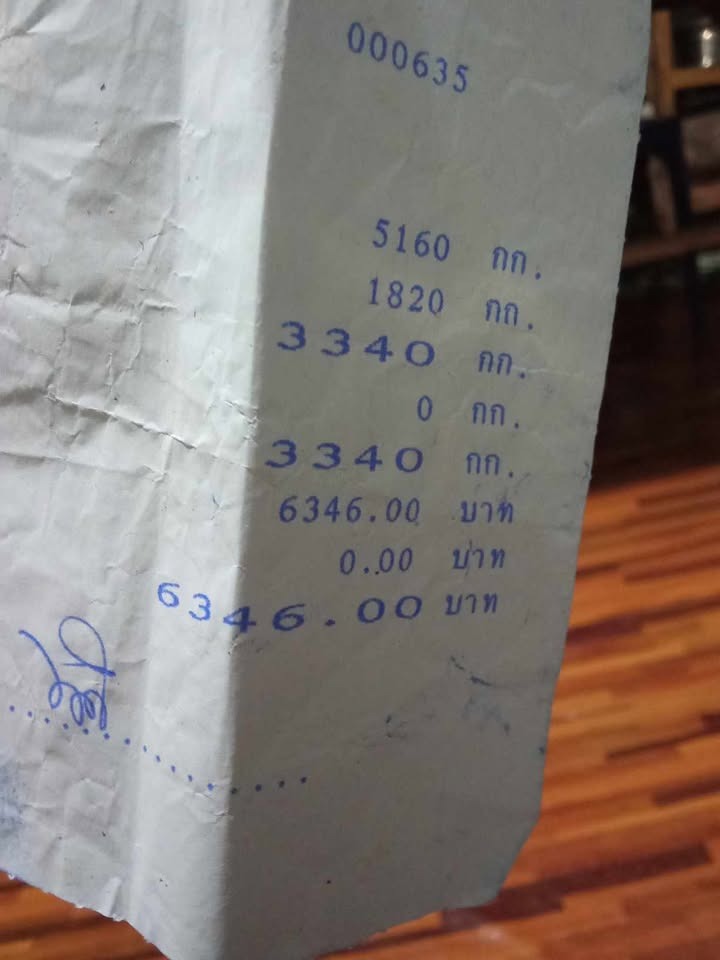 000635
5160 กก.
1820 กก.
3340 กก.
0 กก.
3340 กก.
6346.00 บาท
0.00 บาท
6346.00 บาท